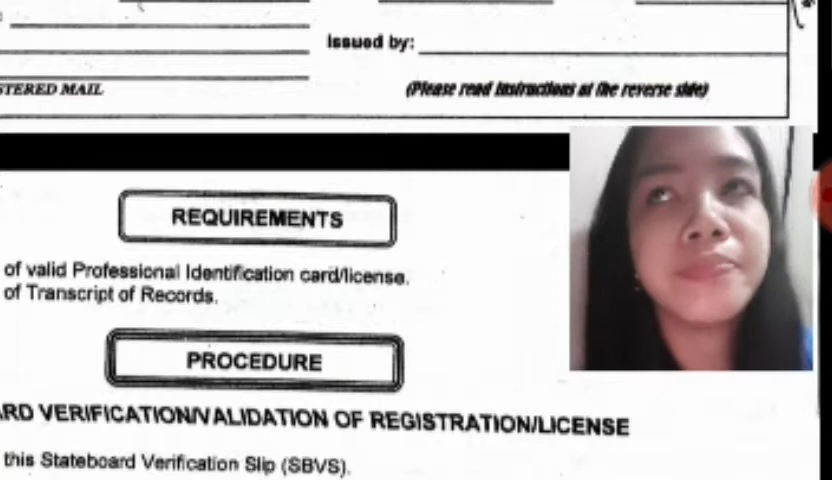 Issued by:
STERED MAIL
(Please read instructions at the reverse side)
REQUIREMENTS
of valid Professional Identification card/license.
of Transcript of Records.
PROCEDURE
ARD VERIFICATION/VALIDATION OF REGISTRATION/LICENSE
this Stateboard Verification Slip (SBVS).